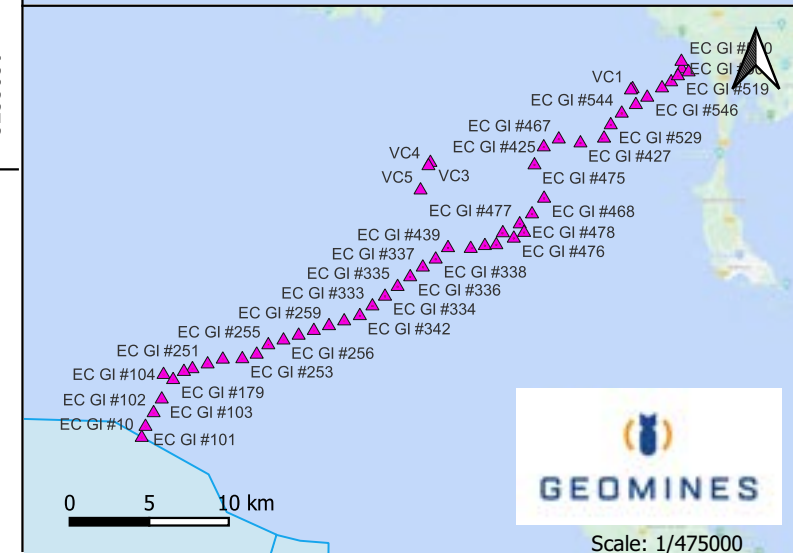 EC GI #
VC1
EC GI #519
EC GI #544
EC GI #546
EC GI #467
EC GI #529
EC GI #425
EC GI #427
VC4
VC3
EC GI #475
VC5
EC GI #477
EC GI #468
EC GI #439
EC GI #478
EC GI #337
EC GI #476
EC GI #335
EC GI #338
EC GI #333
EC GI #336
EC GI #259
EC GI #334
EC GI #255
EC GI #342
EC GI #251
EC GI #256
EC GI #104
EC GI #253
EC GI #179
EC GI #102
EC GI #103
EC GI #10
EC GI #101
GEOMINES
0 5 10 km
Scale: 1/475000